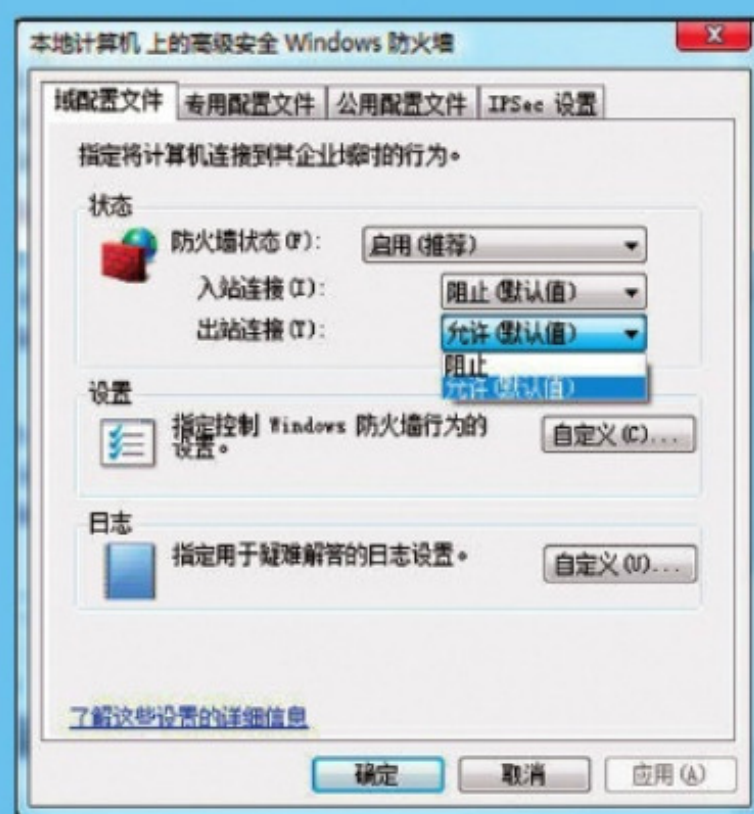 本地计算机 上的高级安全 Windows 防火墙
域配置文件 专用配置文件 公用配置文件 IPSec 设置
指定将计算机连接到其企业域时的行为。
状态
防火墙状态(F): 启用(推荐)
入站连接(I): 阻止(默认值)
出站连接(T): 允许(默认值)
阻止
允许(默认值)
设置
指定控制 Windows 防火墙行为的
设置。
自定义(C)...
日志
指定用于疑难解答的日志设置。
自定义(U)...
了解这些设置的详细信息
确定 取消 应用(A)